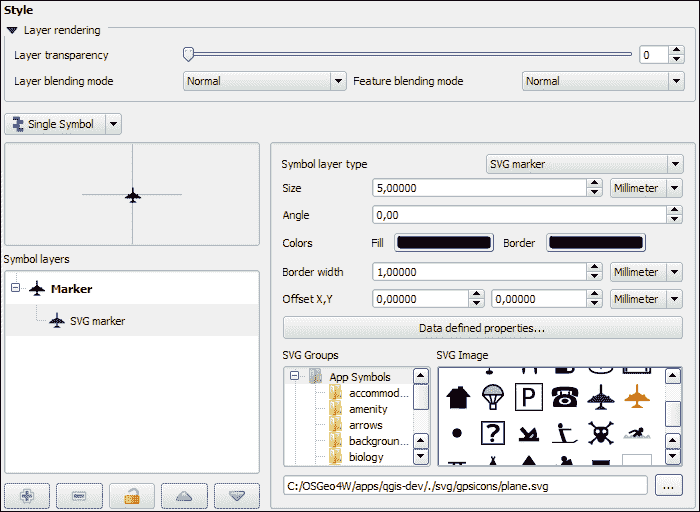 Style
Layer rendering
Layer transparency 0
Layer blending mode Normal Feature blending mode Normal
Single Symbol
Symbol layer type SVG marker
Size 5,00000 Millimeter
Angle 0,00
Colors Fill Border
Symbol layers
Border width 1,00000 Millimeter
Marker
Offset X,Y 0,00000 0,00000 Millimeter
SVG marker
Data defined properties...
SVG Groups SVG Image
App Symbols
accommod...
amenity
arrows
backgroun...
biology
P
?
C:/OSGeo4W/apps/qgis-dev/./svg/gpsicons/plane.svg ...